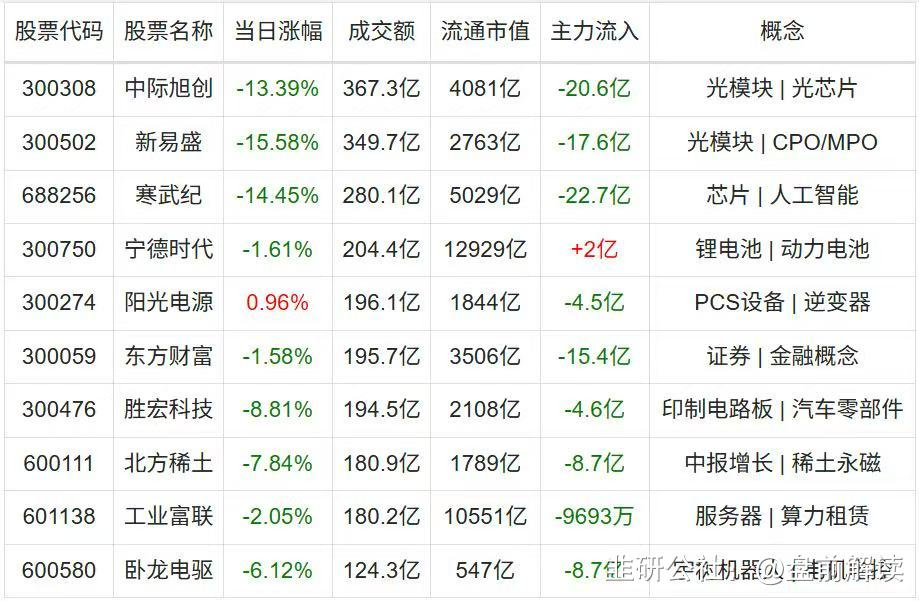 股票代码 股票名称 当日涨幅 成交额 流通市值 主力流入 概念
300308 中际旭创 -13.39% 367.3亿 4081亿 -20.6亿 光模块 | 光芯片
300502 新易盛 -15.58% 349.7亿 2763亿 -17.6亿 光模块 | CPO/MPO
688256 寒武纪 -14.45% 280.1亿 5029亿 -22.7亿 芯片 | 人工智能
300750 宁德时代 -1.61% 204.4亿 12929亿 +2亿 锂电池 | 动力电池
300274 阳光电源 0.96% 196.1亿 1844亿 -4.5亿 PCS设备 | 逆变器
300059 东方财富 -1.58% 195.7亿 3506亿 -15.4亿 证券 | 金融概念
300476 胜宏科技 -8.81% 194.5亿 2108亿 -4.6亿 印制电路板 | 汽车零部件
600111 北方稀土 -7.84% 180.9亿 1789亿 -8.7亿 中报增长 | 稀土永磁
601138 工业富联 -2.05% 180.2亿 10551亿 -9693万 服务器 | 算力租赁
600580 卧龙电驱 -6.12% 124.3亿 547亿 -8.7亿 机器人
韭研公社 @盘前解读